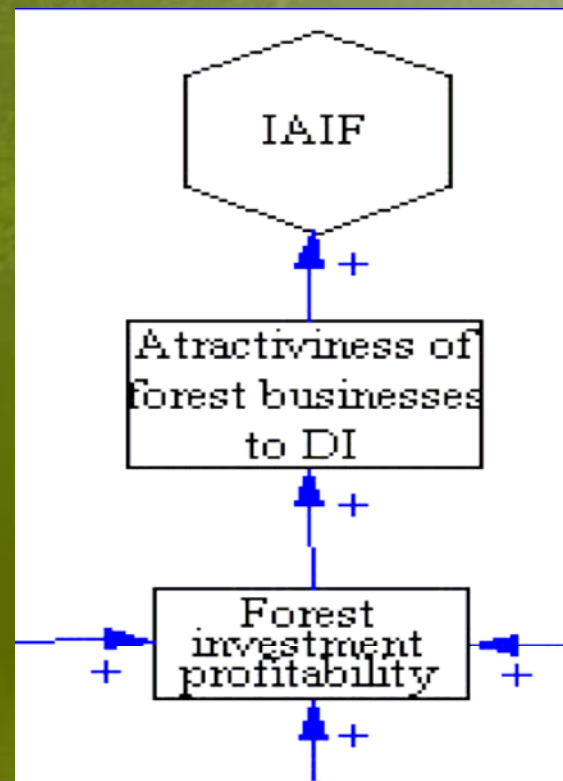 IAIF
+
Atractiviness of
forest businesses
to DI
+
Forest
investment
profitability
+ +
+